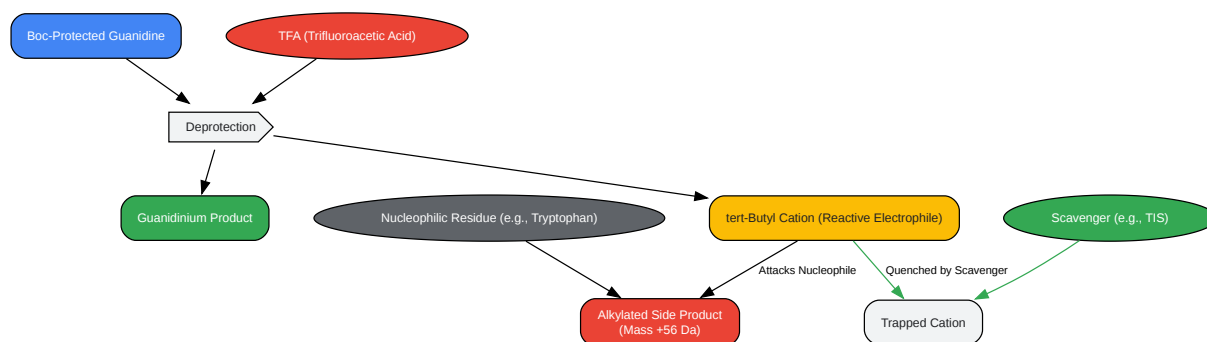 Boc-Protected Guanidine
TFA (Trifluoroacetic Acid)
Deprotection
Guanidinium Product
Nucleophilic Residue (e.g., Tryptophan)
tert-Butyl Cation (Reactive Electrophile)
Scavenger (e.g., TIS)
Attacks Nucleophile
Quenched by Scavenger
Alkylated Side Product
(Mass +56 Da)
Trapped Cation